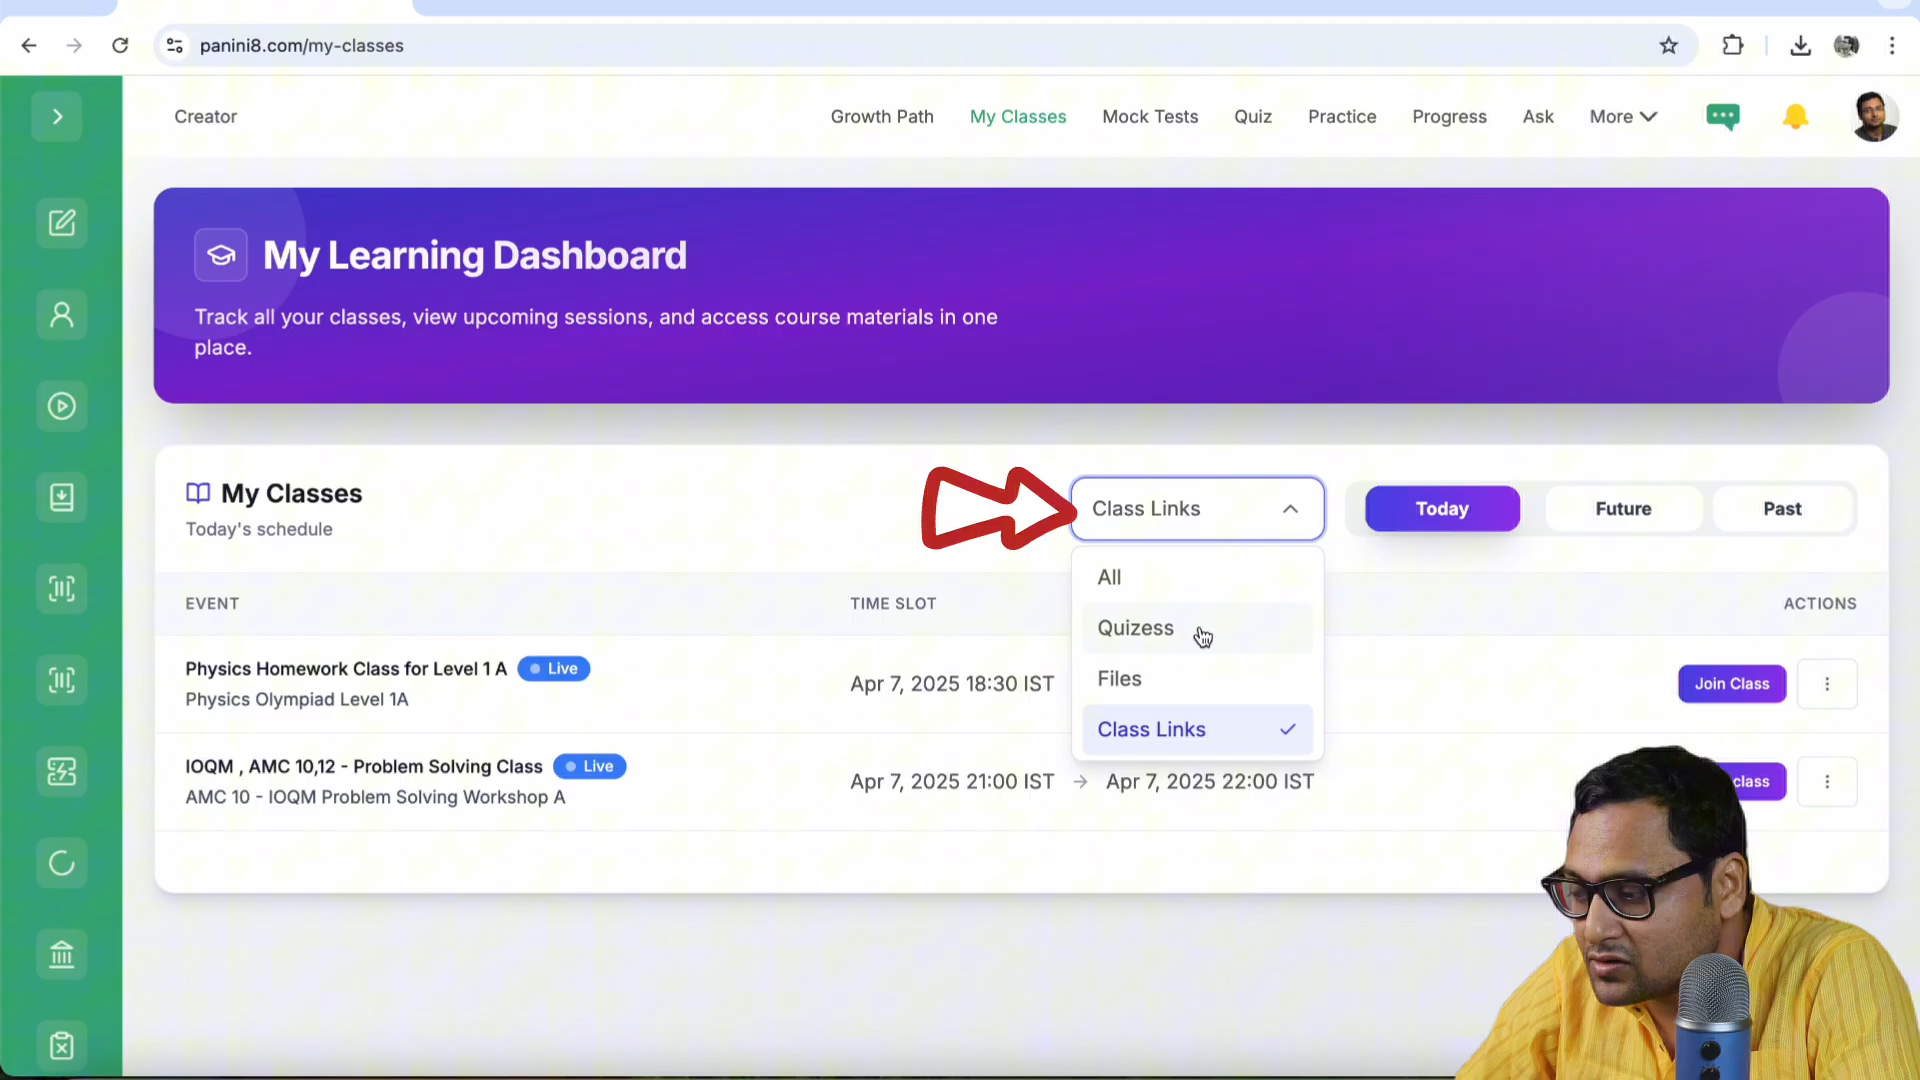 panini8.com/my-classes
Creator
Growth Path
My Classes
Mock Tests
Quiz
Practice
Progress
Ask
More
My Learning Dashboard
Track all your classes, view upcoming sessions, and access course materials in one
place.
My Classes
Today's schedule
Class Links
Today
Future
Past
All
Quizess
Files
Class Links
EVENT
TIME SLOT
ACTIONS
Physics Homework Class for Level 1 A
Live
Physics Olympiad Level 1A
Apr 7, 2025 18:30 IST
Join Class
IOQM , AMC 10,12 - Problem Solving Class
Live
AMC 10 - IOQM Problem Solving Workshop A
Apr 7, 2025 21:00 IST → Apr 7, 2025 22:00 IST
class